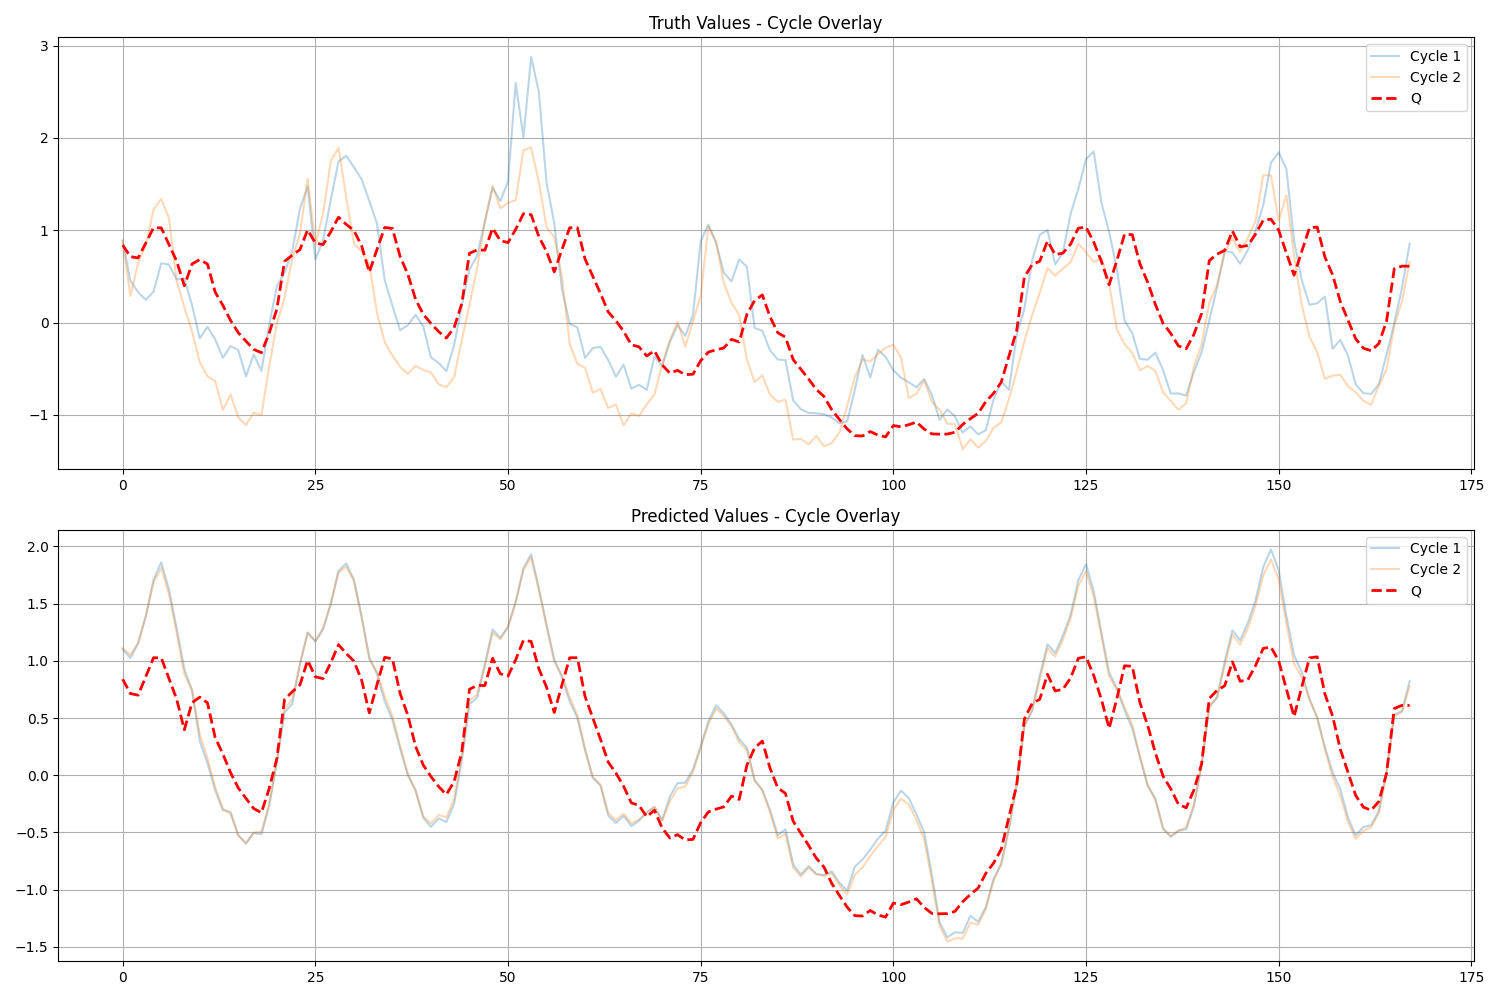 Truth Values - Cycle Overlay
3
2
1
0
−1
Cycle 1
Cycle 2
Q
0 25 50 75 100 125 150 175
Predicted Values - Cycle Overlay
2.0
1.5
1.0
0.5
0.0
−0.5
−1.0
−1.5
Cycle 1
Cycle 2
Q
0 25 50 75 100 125 150 175